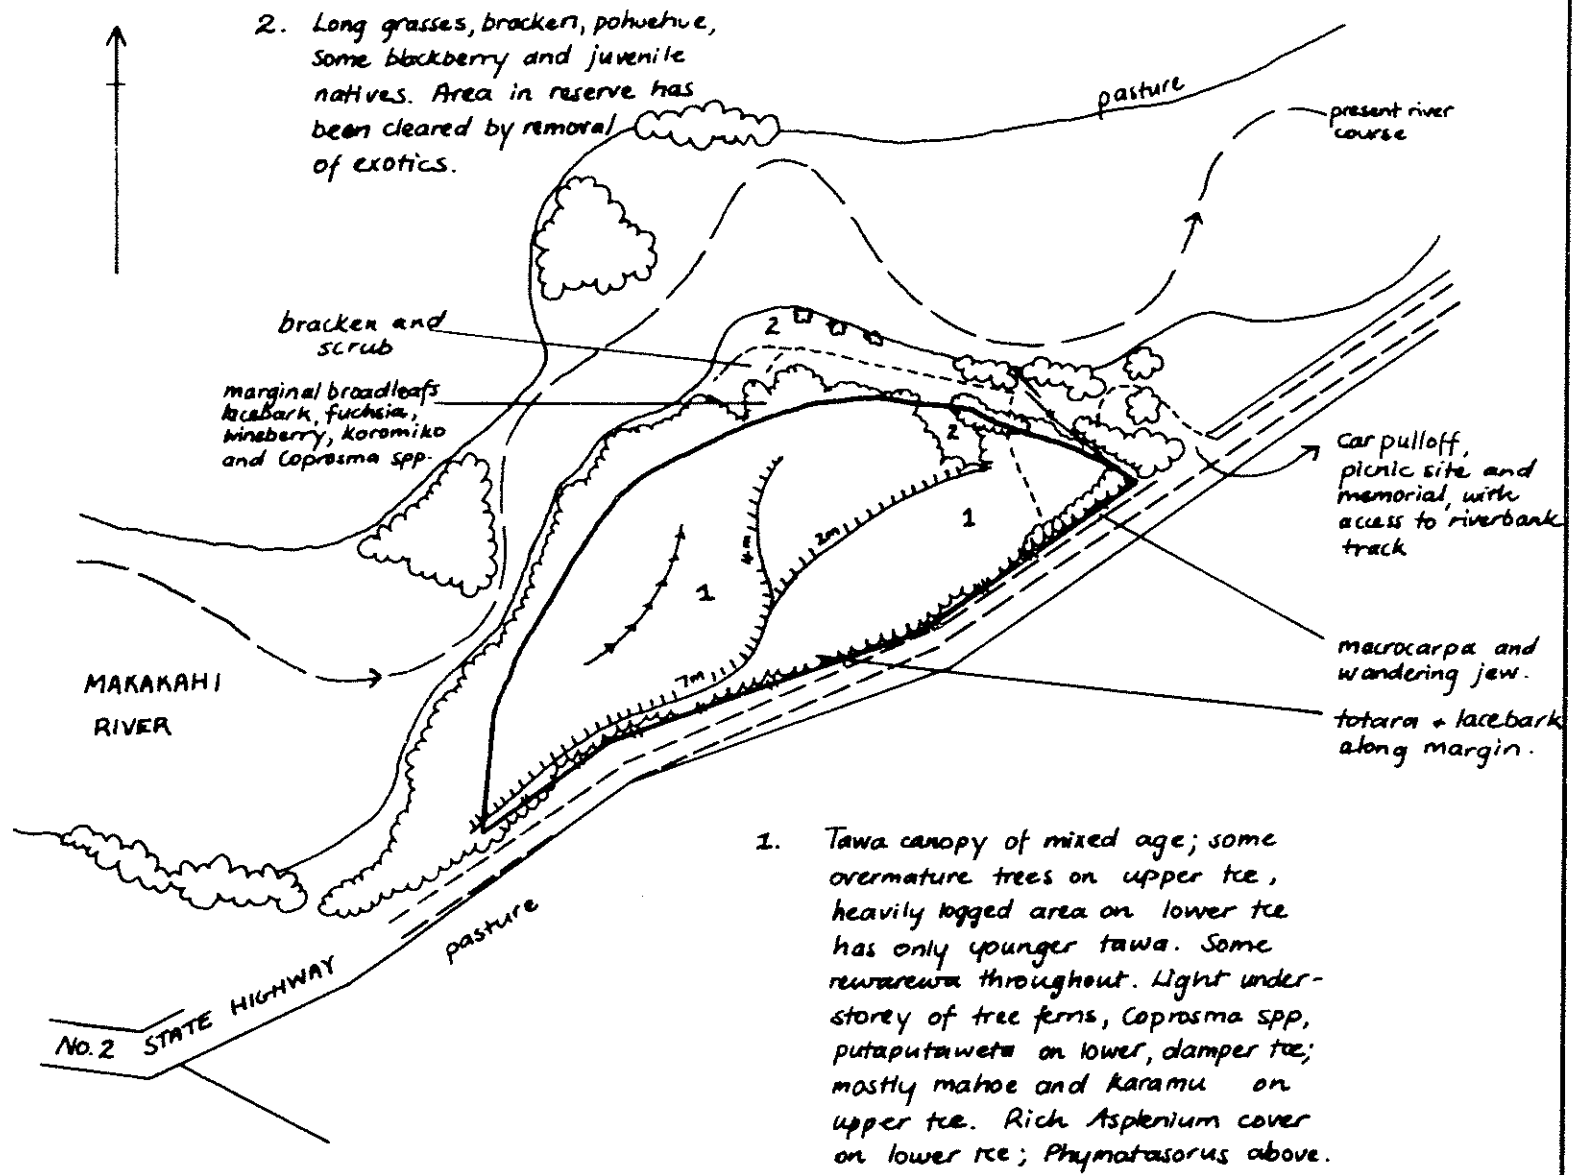 2. Long grasses, bracken, pohuehue,
some blackberry and juvenile
natives. Area in reserve has
been cleared by removal
of exotics.
pasture
present river
course
bracken and
scrub
2
marginal broadleafs
lacebark, fuchsia,
wineberry, koromiko
and Coprosma spp.
2
Car pulloff,
picnic site and
memorial, with
access to riverbank
track
1
2m
4m
1
7m
macrocarpa and
wandering jew.
totara + lacebark
along margin.
MAKAKAHI
RIVER
1. Tawa canopy of mixed age; some
overmature trees on upper tce,
heavily logged area on lower tce
has only younger tawa. Some
rewarewa throughout. Light under-
storey of tree ferns, Coprosma spp,
putaputaweta on lower, damper tce;
mostly mahoe and karamu on
upper tce. Rich Asplenium cover
on lower tce; Phymatasorus above.
pasture
No. 2 STATE HIGHWAY